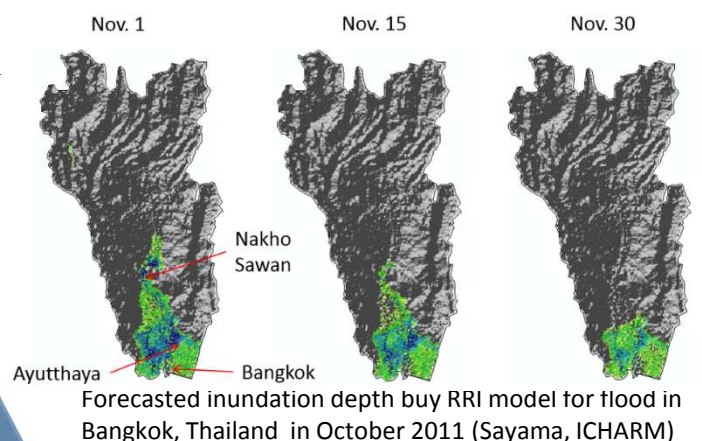 Nov. 1 Nov. 15 Nov. 30
Nakho
Sawan
Ayutthaya
Bangkok
Forecasted inundation depth buy RRI model for flood in
Bangkok, Thailand in October 2011 (Sayama, ICHARM)